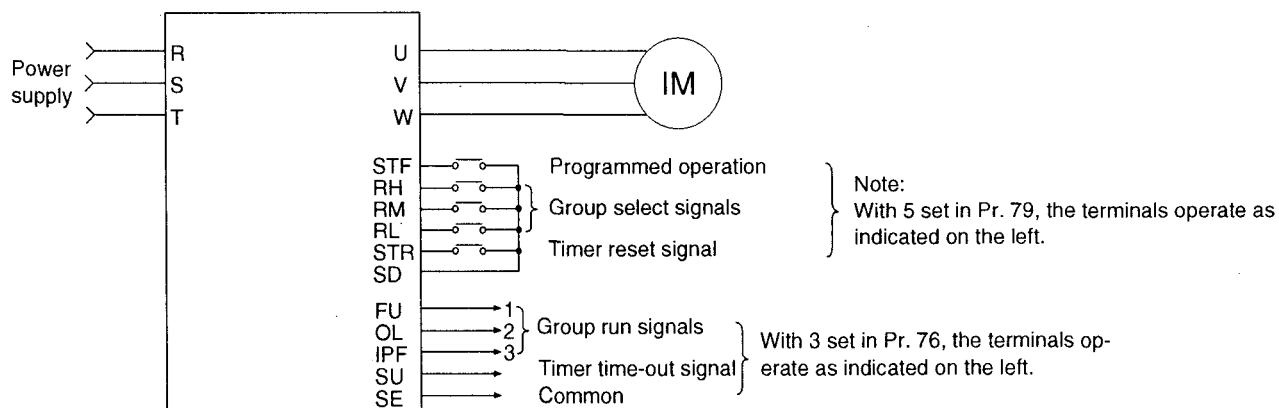 Power
supply
R
S
T
U
V
W
IM
STF
RH
RM
RL
STR
SD
Programmed operation
Group select signals
Timer reset signal
Note:
With 5 set in Pr. 79, the terminals operate as
indicated on the left.
FU
OL
IPF
SU
SE
1
2
3
Group run signals
Timer time-out signal
Common
With 3 set in Pr. 76, the terminals op-
erate as indicated on the left.